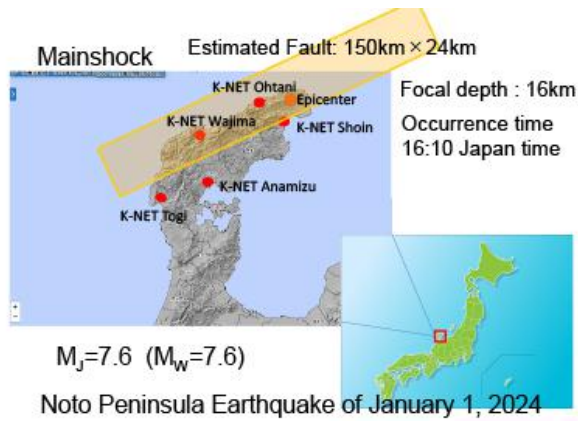 Mainshock
Estimated Fault: 150km×24km
K-NET Ohtani
Epicenter
K-NET Wajima
K-NET Shoin
K-NET Anamizu
K-NET Togi
Focal depth : 16km
Occurrence time
16:10 Japan time
MJ=7.6 (MW=7.6)
Noto Peninsula Earthquake of January 1, 2024